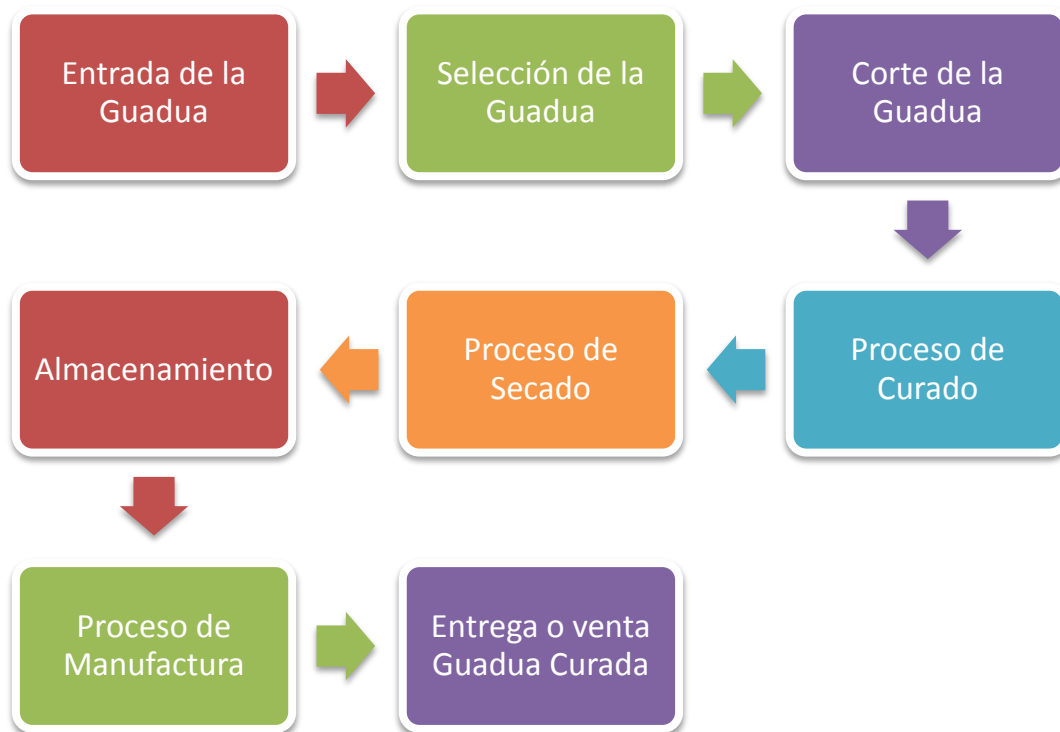 Entrada de la
Guadua
Selección de la
Guadua
Corte de la
Guadua
Proceso de
Curado
Proceso de
Secado
Almacenamiento
Proceso de
Manufactura
Entrega o venta
Guadua Curada